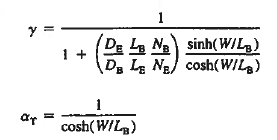 γ = 1 / (1 + (D_E/D_B L_B/L_E N_B/N_E) sinh(W/L_B)/cosh(W/L_B))
α_T = 1 / cosh(W/L_B)